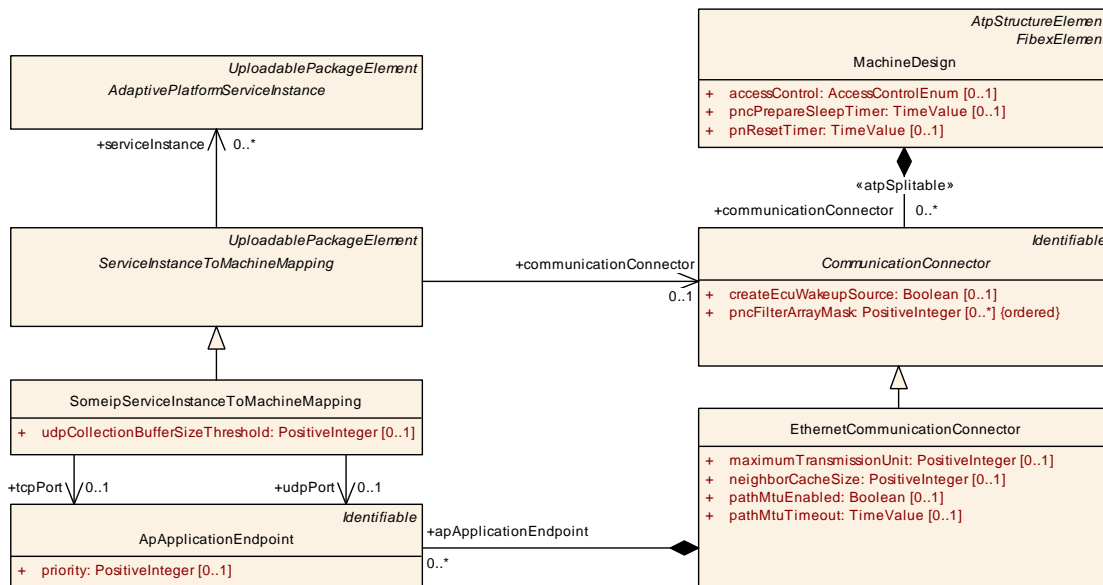 AtpStructureElement
FibexElement
MachineDesign
+ accessControl: AccessControlEnum [0..1]
+ pncPrepareSleepTimer: TimeValue [0..1]
+ pnResetTimer: TimeValue [0..1]
UploadablePackageElement
AdaptivePlatformServiceInstance
+serviceInstance
0..*
«atpSplitable»
+communicationConnector
0..*
UploadablePackageElement
ServiceInstanceToMachineMapping
+communicationConnector
0..1
Identifiable
CommunicationConnector
+ createEcuWakeupSource: Boolean [0..1]
+ pncFilterArrayMask: PositiveInteger [0..*] {ordered}
SomeipServiceInstanceToMachineMapping
+ udpCollectionBufferSizeThreshold: PositiveInteger [0..1]
EthernetCommunicationConnector
+ maximumTransmissionUnit: PositiveInteger [0..1]
+ neighborCacheSize: PositiveInteger [0..1]
+ pathMtuEnabled: Boolean [0..1]
+ pathMtuTimeout: TimeValue [0..1]
+tcpPort
0..1
+udpPort
0..1
Identifiable
ApApplicationEndpoint
+ priority: PositiveInteger [0..1]
+apApplicationEndpoint
0..*